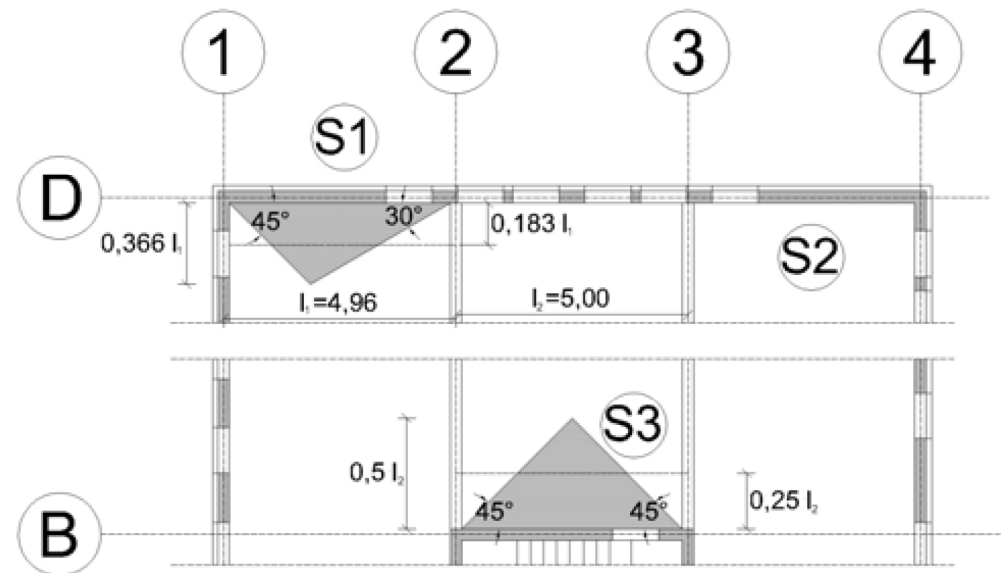 1 2 3 4
S1
D
45° 30° 0,183 l₁
0,366 l₁
S2
l₁=4,96 l₂=5,00
S3
0,5 l₂
45° 45° 0,25 l₂
B